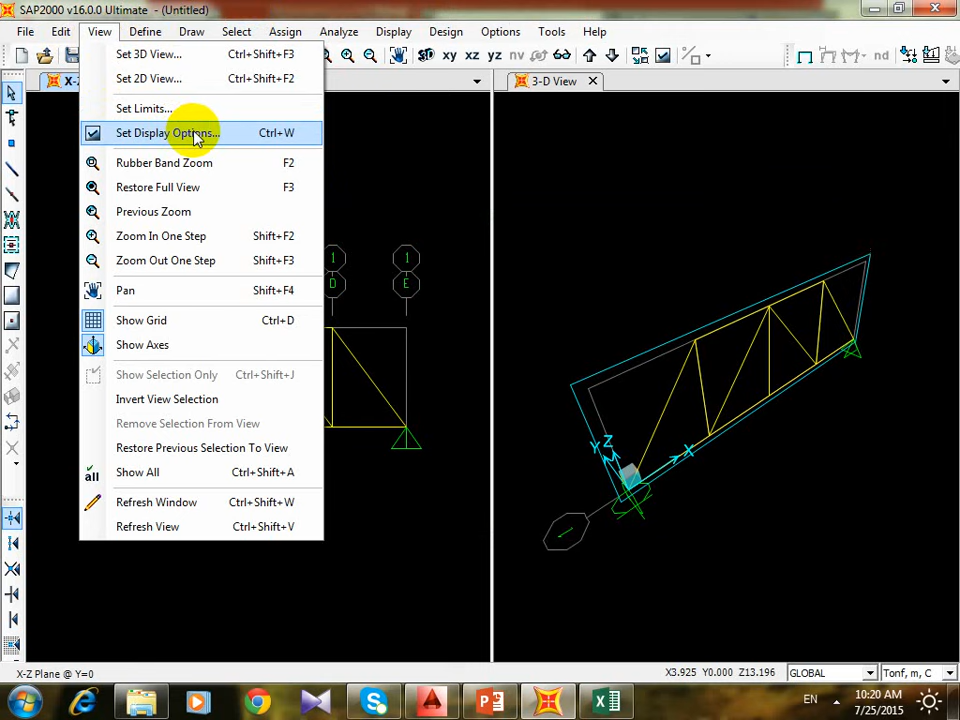 SAP2000 v16.0.0 Ultimate - (Untitled)
File Edit View Define Draw Select Assign Analyze Display Design Options Tools Help
Set 3D View... Ctrl+Shift+F3
xy xz yz nv nd
Set 2D View... Ctrl+Shift+F2
X-Z
3-D View
Set Limits...
Set Display Options... Ctrl+W
Rubber Band Zoom F2
Restore Full View F3
Previous Zoom
Zoom In One Step Shift+F2
Zoom Out One Step Shift+F3
Pan Shift+F4
Show Grid Ctrl+D
Show Axes
Show Selection Only Ctrl+Shift+J
Invert View Selection
Remove Selection From View
Restore Previous Selection To View
Show All Ctrl+Shift+A
all
Refresh Window Ctrl+Shift+W
Refresh View Ctrl+Shift+V
1 1
D E
Y Z X
1
X-Z Plane @ Y=0
X3.925 Y0.000 Z13.196
GLOBAL
Tonf, m, C
EN
10:20 AM
7/25/2015